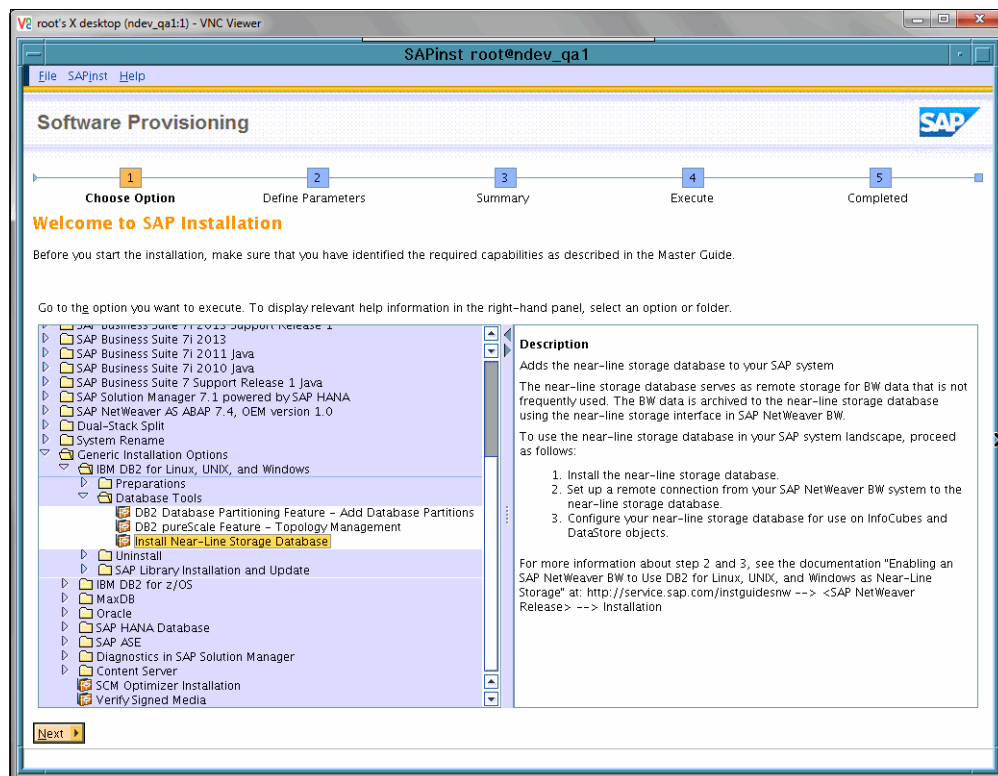 root's X desktop (ndev_qa1:1) - VNC Viewer
SAPinst root@ndev_qa1
File SAPinst Help
Software Provisioning
SAP
1
2
3
4
5
Choose Option
Define Parameters
Summary
Execute
Completed
Welcome to SAP Installation
Before you start the installation, make sure that you have identified the required capabilities as described in the Master Guide.
Go to the option you want to execute. To display relevant help information in the right-hand panel, select an option or folder.
SAP Business Suite 7i 2013 Support Release 1
SAP Business Suite 7i 2013
SAP Business Suite 7i 2011 Java
SAP Business Suite 7i 2010 Java
SAP Business Suite 7 Support Release 1 Java
SAP Solution Manager 7.1 powered by SAP HANA
SAP NetWeaver AS ABAP 7.4, OEM version 1.0
Dual-Stack Split
System Rename
Generic Installation Options
IBM DB2 for Linux, UNIX, and Windows
Preparations
Database Tools
DB2 Database Partitioning Feature - Add Database Partitions
DB2 pureScale Feature - Topology Management
Install Near-Line Storage Database
Uninstall
SAP Library Installation and Update
IBM DB2 for z/OS
MaxDB
Oracle
SAP HANA Database
SAP ASE
Diagnostics in SAP Solution Manager
Content Server
SCM Optimizer Installation
Verify Signed Media
Description
Adds the near-line storage database to your SAP system
The near-line storage database serves as remote storage for BW data that is not
frequently used. The BW data is archived to the near-line storage database
using the near-line storage interface in SAP NetWeaver BW.
To use the near-line storage database in your SAP system landscape, proceed
as follows:
1. Install the near-line storage database.
2. Set up a remote connection from your SAP NetWeaver BW system to the
near-line storage database.
3. Configure your near-line storage database for use on InfoCubes and
DataStore objects.
For more information about step 2 and 3, see the documentation "Enabling an
SAP NetWeaver BW to Use DB2 for Linux, UNIX, and Windows as Near-Line
Storage" at: http://service.sap.com/instguidesnw --> <SAP NetWeaver
Release> --> Installation
Next